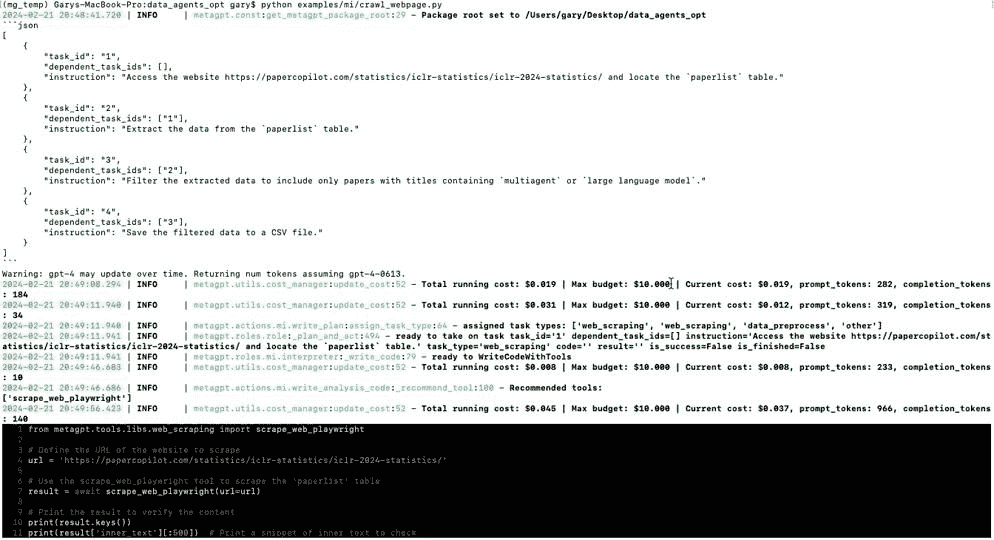 (mg_temp) Garys-MacBook-Pro:data_agents_opt gary$ python examples/mi/crawl_webpage.py
2024-02-21 20:48:41.720 | INFO     | metagpt.const:get_metagpt_package_root:29 - Package root set to /Users/gary/Desktop/data_agents_opt
```json
[
    {
        "task_id": "1",
        "dependent_task_ids": [],
        "instruction": "Access the website https://papercopilot.com/statistics/iclr-statistics/iclr-2024-statistics/ and locate the `paperlist` table."
    },
    {
        "task_id": "2",
        "dependent_task_ids": ["1"],
        "instruction": "Extract the data from the `paperlist` table."
    },
    {
        "task_id": "3",
        "dependent_task_ids": ["2"],
        "instruction": "Filter the extracted data to include only papers with titles containing `multiagent` or `large language model`."
    },
    {
        "task_id": "4",
        "dependent_task_ids": ["3"],
        "instruction": "Save the filtered data to a CSV file."
    }
]
```
Warning: gpt-4 may update over time. Returning num tokens assuming gpt-4-0613.
2024-02-21 20:49:08.294 | INFO     | metagpt.utils.cost_manager:update_cost:52 - Total running cost: $0.019 | Max budget: $10.000 | Current cost: $0.019, prompt_tokens: 282, completion_tokens
: 184
2024-02-21 20:49:11.940 | INFO     | metagpt.utils.cost_manager:update_cost:52 - Total running cost: $0.031 | Max budget: $10.000 | Current cost: $0.012, prompt_tokens: 319, completion_tokens
: 34
2024-02-21 20:49:11.940 | INFO     | metagpt.actions.mi.write_plan:assign_task_type:64 - assigned task types: ['web_scraping', 'web_scraping', 'data_preprocess', 'other']
2024-02-21 20:49:11.941 | INFO     | metagpt.roles.role:_plan_and_act:494 - ready to take on task task_id='1' dependent_task_ids=[] instruction='Access the website https://papercopilot.com/st
atistics/iclr-statistics/iclr-2024-statistics/ and locate the `paperlist` table.' task_type='web_scraping' code='' result='' is_success=False is_finished=False
2024-02-21 20:49:11.941 | INFO     | metagpt.roles.mi.interpreter:_write_code:79 - ready to WriteCodeWithTools
2024-02-21 20:49:46.683 | INFO     | metagpt.utils.cost_manager:update_cost:52 - Total running cost: $0.008 | Max budget: $10.000 | Current cost: $0.008, prompt_tokens: 233, completion_tokens
: 10
2024-02-21 20:49:46.686 | INFO     | metagpt.actions.mi.write_analysis_code:_recommend_tool:100 - Recommended tools:
['scrape_web_playwright']
2024-02-21 20:49:56.423 | INFO     | metagpt.utils.cost_manager:update_cost:52 - Total running cost: $0.045 | Max budget: $10.000 | Current cost: $0.037, prompt_tokens: 966, completion_tokens
: 140
1 from metagpt.tools.libs.web_scraping import scrape_web_playwright
2
3 # Define the URL of the website to scrape
4 url = 'https://papercopilot.com/statistics/iclr-statistics/iclr-2024-statistics/'
5
6 # Use the scrape_web_playwright tool to scrape the 'paperlist' table
7 result = await scrape_web_playwright(url=url)
8
9 # Print the result to verify the content
10 print(result.keys())
11 print(result['inner_text'][:500])  # Print a snippet of inner text to check